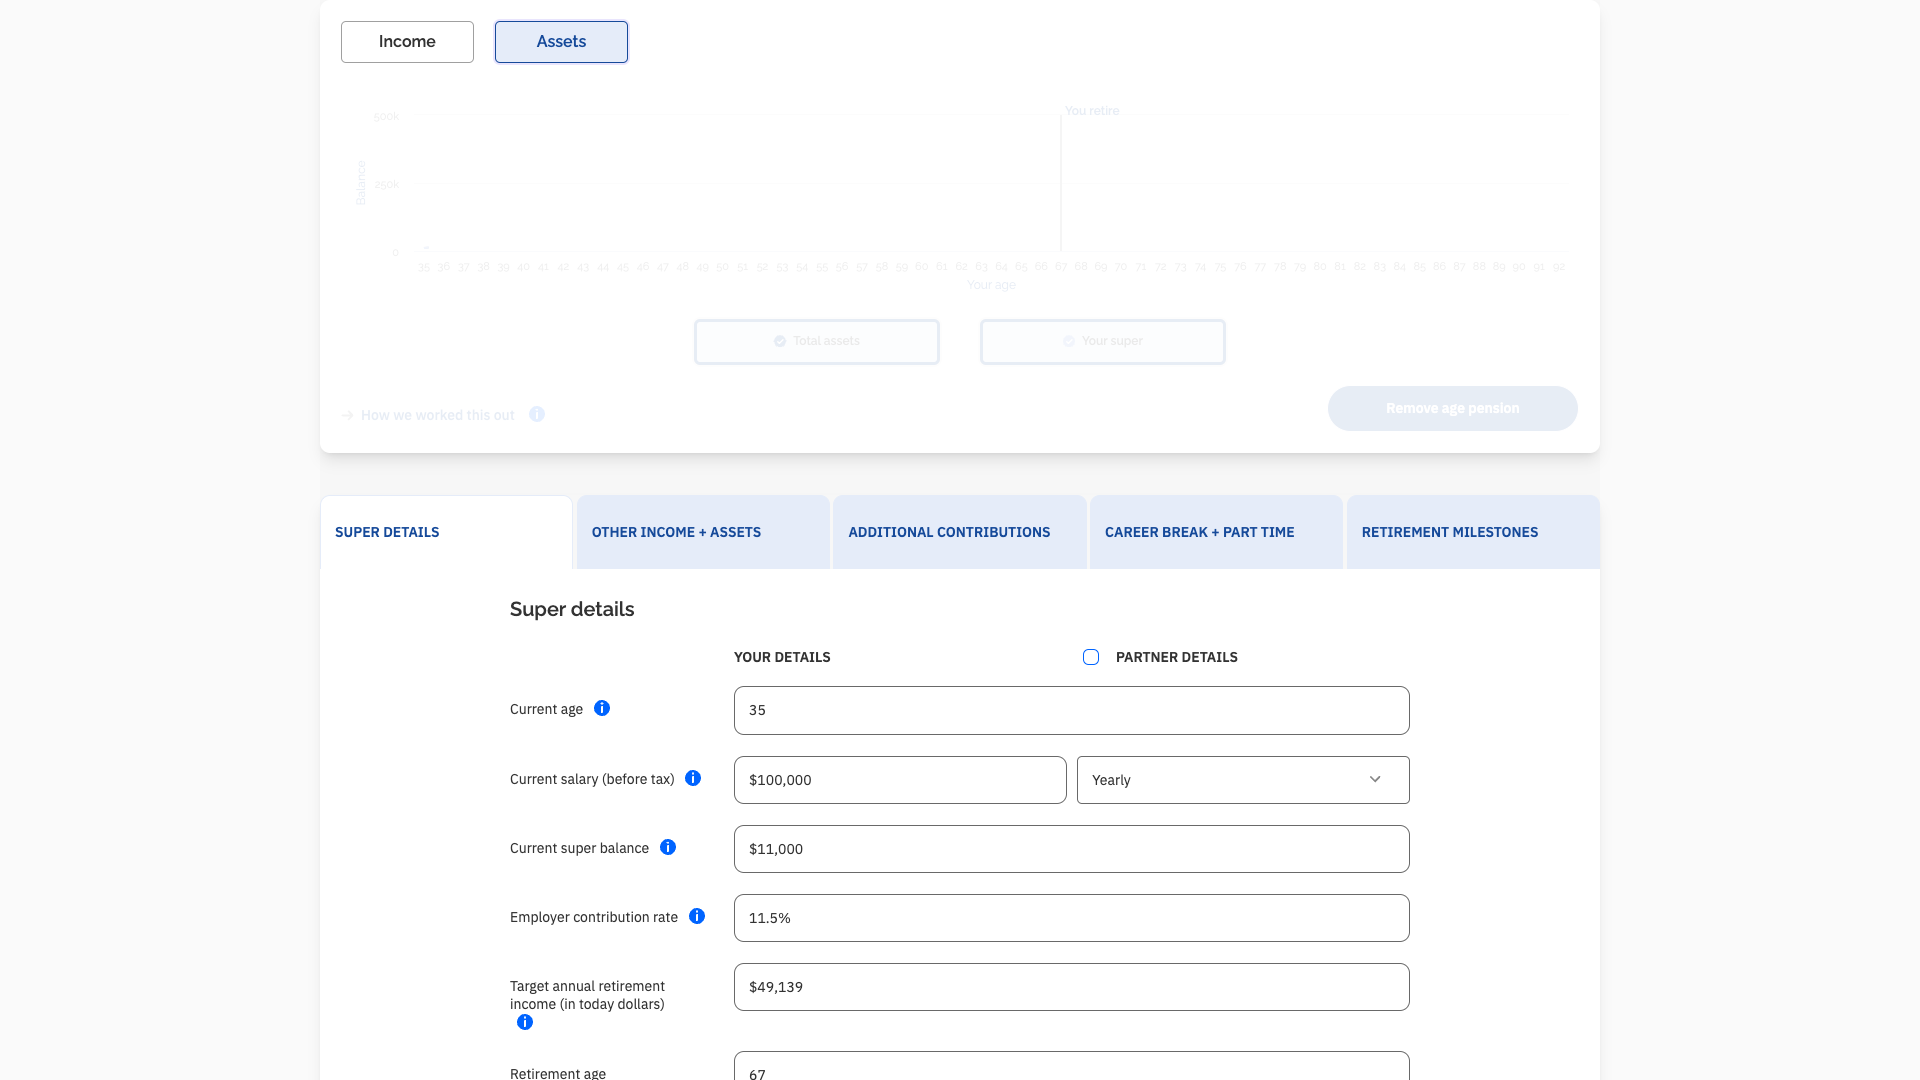 Income
Assets
You retire
500k
Balance
250k
0
35 36 37 38 39 40 41 42 43 44 45 46 47 48 49 50 51 52 53 54 55 56 57 58 59 60 61 62 63 64 65 66 67 68 69 70 71 72 73 74 75 76 77 78 79 80 81 82 83 84 85 86 87 88 89 90 91 92
Your age
Total assets
Your super
How we worked this out
Remove age pension
SUPER DETAILS
OTHER INCOME + ASSETS
ADDITIONAL CONTRIBUTIONS
CAREER BREAK + PART TIME
RETIREMENT MILESTONES
Super details
YOUR DETAILS
PARTNER DETAILS
Current age
35
Current salary (before tax)
$100,000
Yearly
Current super balance
$11,000
Employer contribution rate
11.5%
Target annual retirement
income (in today dollars)
$49,139
Retirement age
67